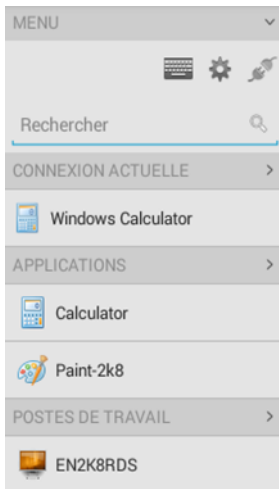 MENU
Rechercher
CONNEXION ACTUELLE
Windows Calculator
APPLICATIONS
Calculator
Paint-2k8
POSTES DE TRAVAIL
EN2K8RDS